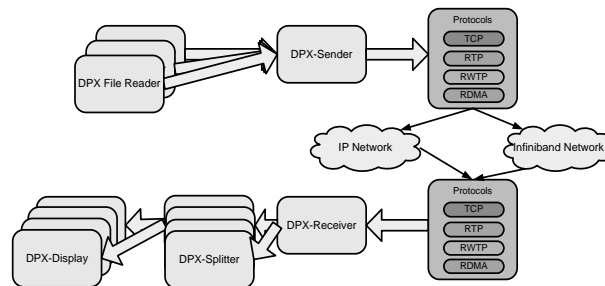 Protocols
TCP
RTP
RWTP
RDMA
DPX File Reader
DPX-Sender
IP Network
Infiniband Network
Protocols
TCP
RTP
RWTP
RDMA
DPX-Display
DPX-Splitter
DPX-Receiver